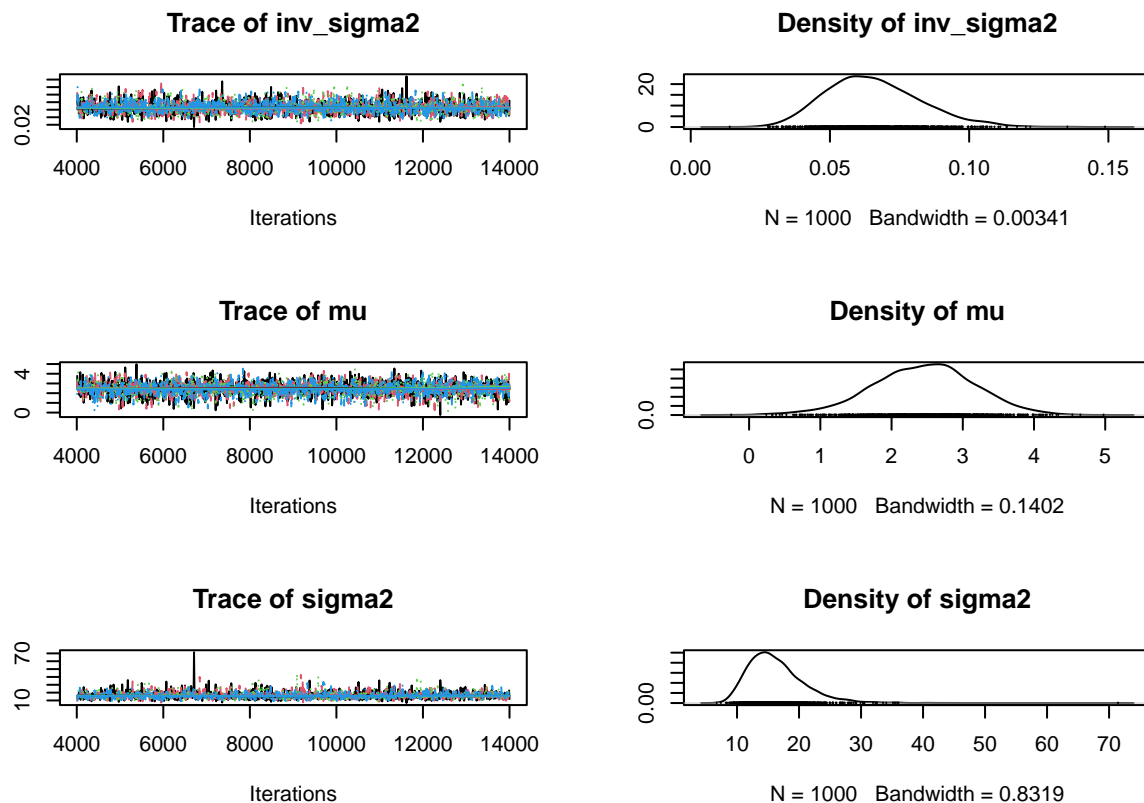 Trace of inv_sigma2
Density of inv_sigma2
0.02
4000 6000 8000 10000 12000 14000
Iterations
0 20
0.00 0.05 0.10 0.15
N = 1000 Bandwidth = 0.00341
Trace of mu
Density of mu
0 4
4000 6000 8000 10000 12000 14000
Iterations
0.0
0 1 2 3 4 5
N = 1000 Bandwidth = 0.1402
Trace of sigma2
Density of sigma2
10 70
4000 6000 8000 10000 12000 14000
Iterations
0.00
10 20 30 40 50 60 70
N = 1000 Bandwidth = 0.8319